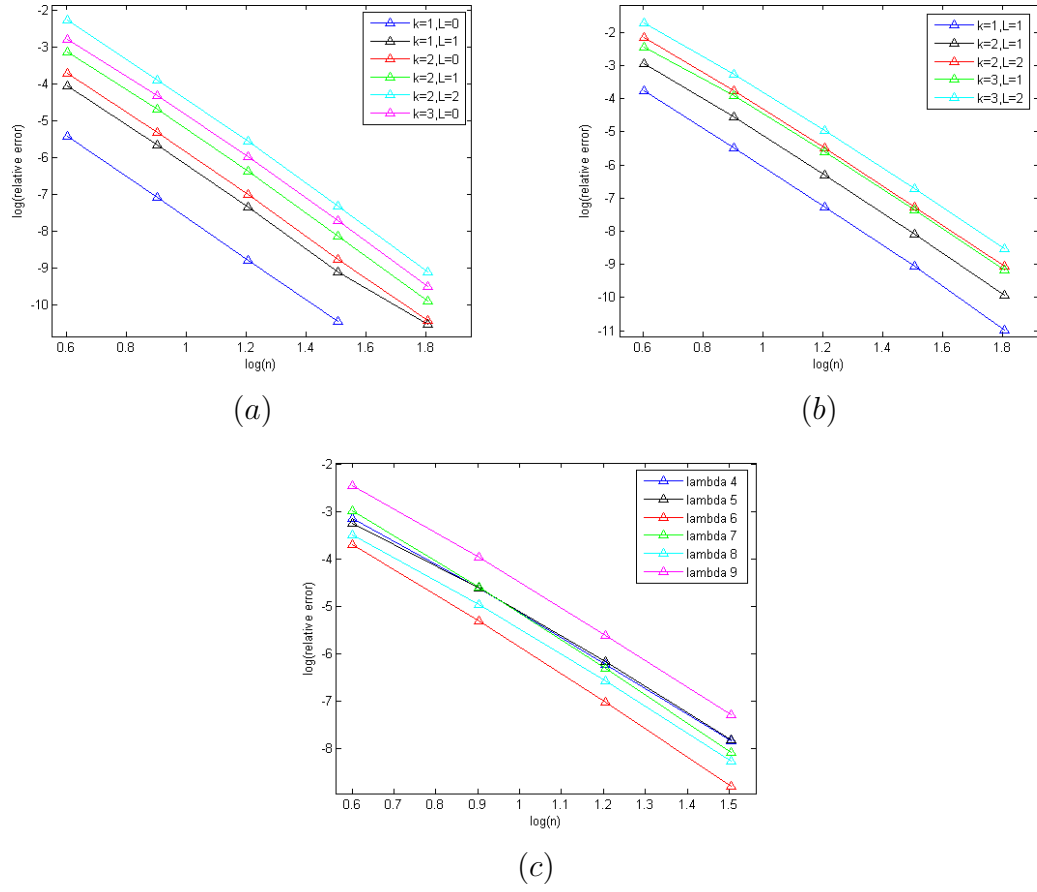 -2
-3
-4
-5
-6
-7
-8
-9
-10
log(relative error)
0.6 0.8 1 1.2 1.4 1.6 1.8
log(n)
k=1,L=0
k=1,L=1
k=2,L=0
k=2,L=1
k=2,L=2
k=3,L=0
(a)
-2
-3
-4
-5
-6
-7
-8
-9
-10
-11
log(relative error)
0.6 0.8 1 1.2 1.4 1.6 1.8
log(n)
k=1,L=1
k=2,L=1
k=2,L=2
k=3,L=1
k=3,L=2
(b)
-2
-3
-4
-5
-6
-7
-8
log(relative error)
0.6 0.7 0.8 0.9 1 1.1 1.2 1.3 1.4 1.5
log(n)
lambda 4
lambda 5
lambda 6
lambda 7
lambda 8
lambda 9
(c)